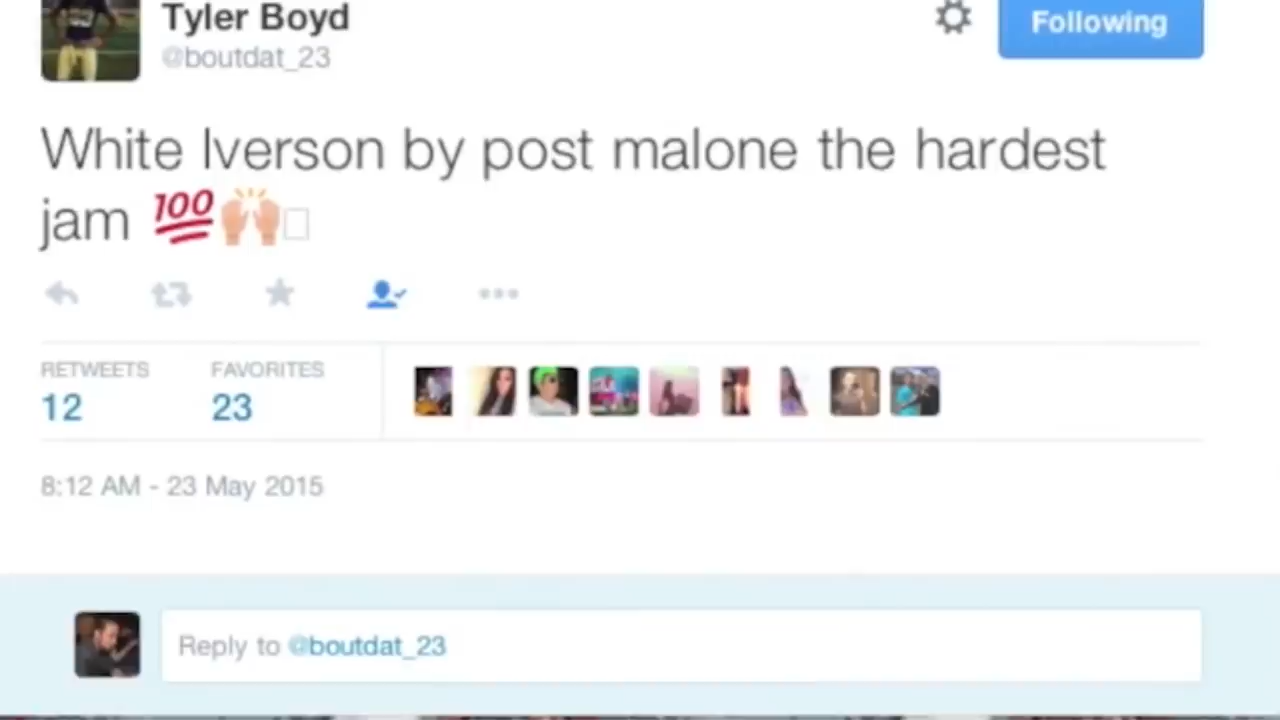 Tyler Boyd
@boutdat_23
Following
White Iverson by post malone the hardest
jam 💯🙌🏼
RETWEETS
12
FAVORITES
23
8:12 AM - 23 May 2015
Reply to @boutdat_23